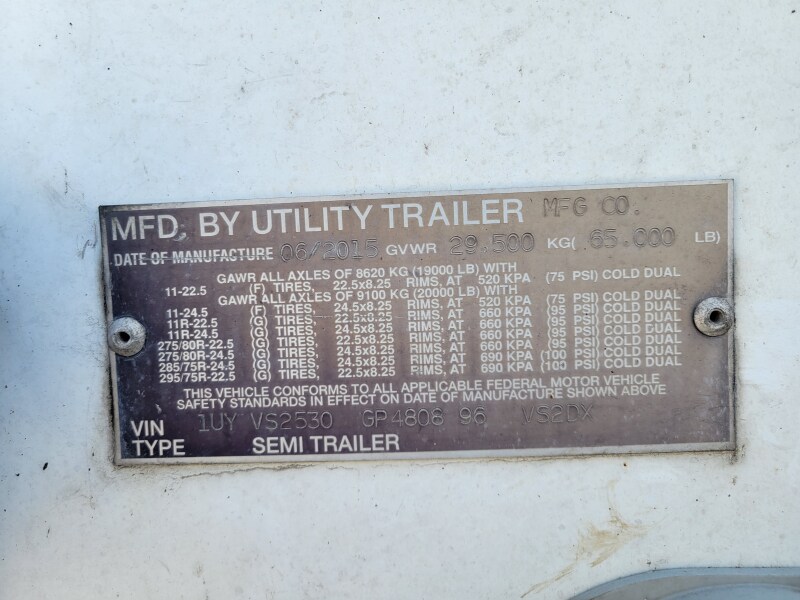 MFD. BY UTILITY TRAILER MFG CO.
DATE OF MANUFACTURE 06/2015 GVWR 29.500 KG( 65.000 LB)
GAWR ALL AXLES OF 8620 KG (19000 LB) WITH
11-22.5 (F) TIRES, 22.5x8.25 RIMS, AT 520 KPA (75 PSI) COLD DUAL
GAWR ALL AXLES OF 9100 KG (20000 LB) WITH
11-24.5 (F) TIRES, 24.5x8.25 RIMS, AT 520 KPA (75 PSI) COLD DUAL
11R-22.5 (G) TIRES, 22.5x8.25 RIMS, AT 660 KPA (95 PSI) COLD DUAL
11R-24.5 (G) TIRES, 24.5x8.25 RIMS, AT 660 KPA (95 PSI) COLD DUAL
275/80R-22.5 (G) TIRES, 22.5x8.25 RIMS, AT 660 KPA (95 PSI) COLD DUAL
275/80R-24.5 (G) TIRES, 24.5x8.25 RIMS, AT 660 KPA (95 PSI) COLD DUAL
285/75R-24.5 (G) TIRES, 24.5x8.25 RIMS, AT 690 KPA (100 PSI) COLD DUAL
295/75R-22.5 (G) TIRES, 22.5x8.25 RIMS, AT 690 KPA (100 PSI) COLD DUAL
THIS VEHICLE CONFORMS TO ALL APPLICABLE FEDERAL MOTOR VEHICLE
SAFETY STANDARDS IN EFFECT ON DATE OF MANUFACTURE SHOWN ABOVE
VIN 1UY VS2530 GP4808 96 VS2DX
TYPE SEMI TRAILER